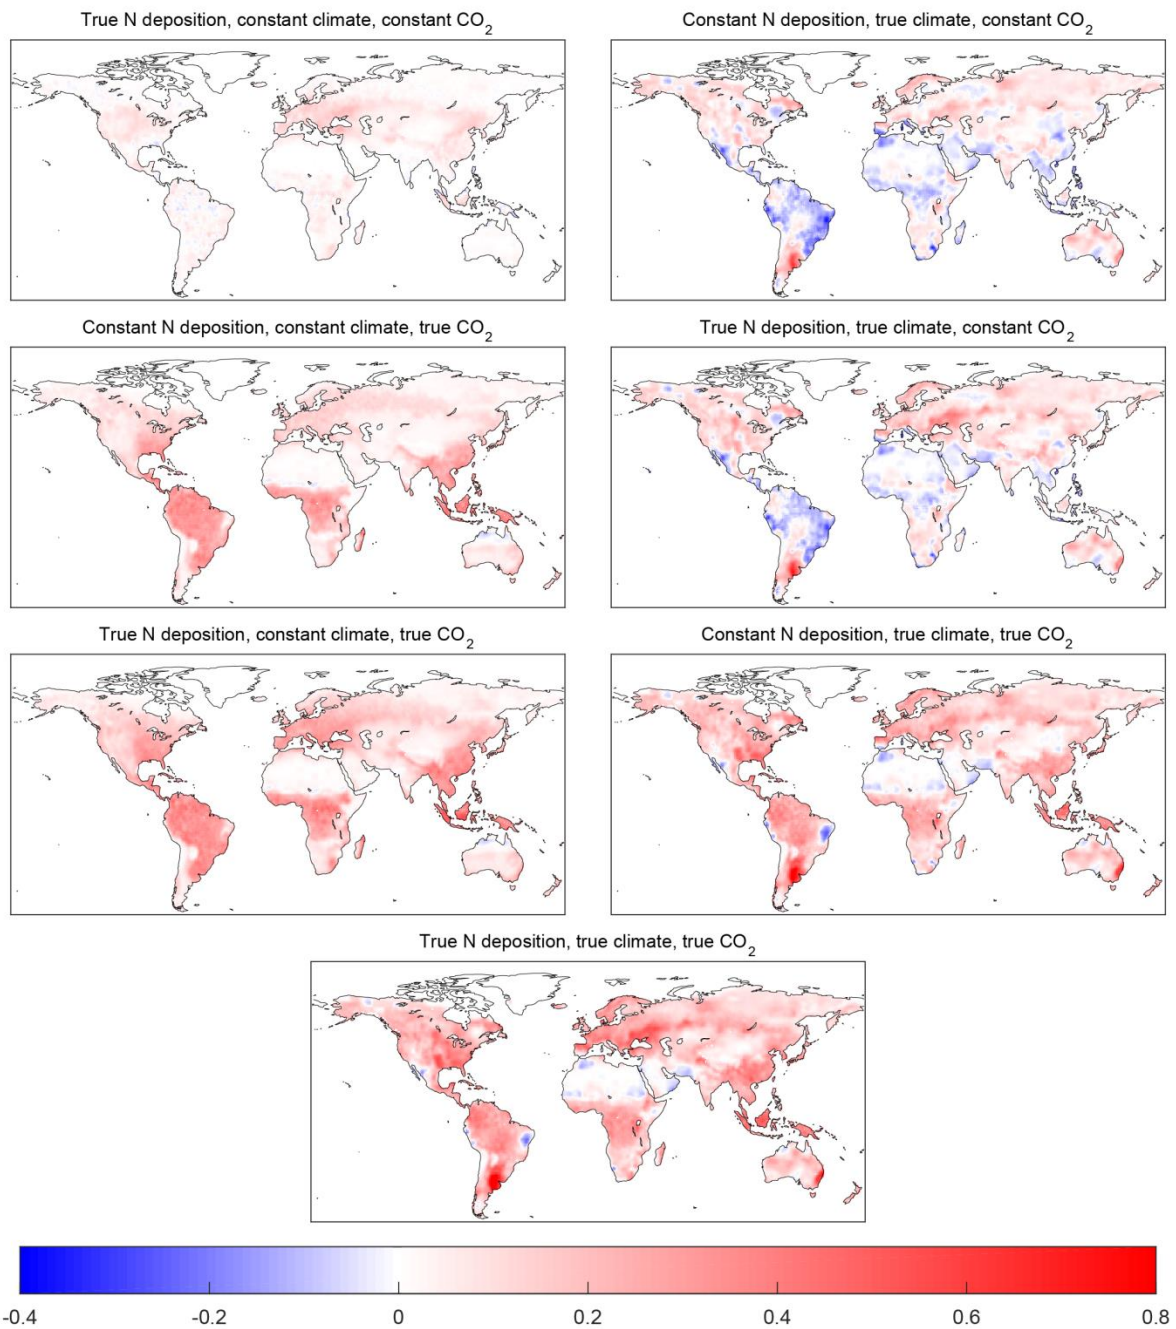 True N deposition, constant climate, constant CO₂
Constant N deposition, true climate, constant CO₂
Constant N deposition, constant climate, true CO₂
True N deposition, true climate, constant CO₂
True N deposition, constant climate, true CO₂
Constant N deposition, true climate, true CO₂
True N deposition, true climate, true CO₂
-0.4 -0.2 0 0.2 0.4 0.6 0.8